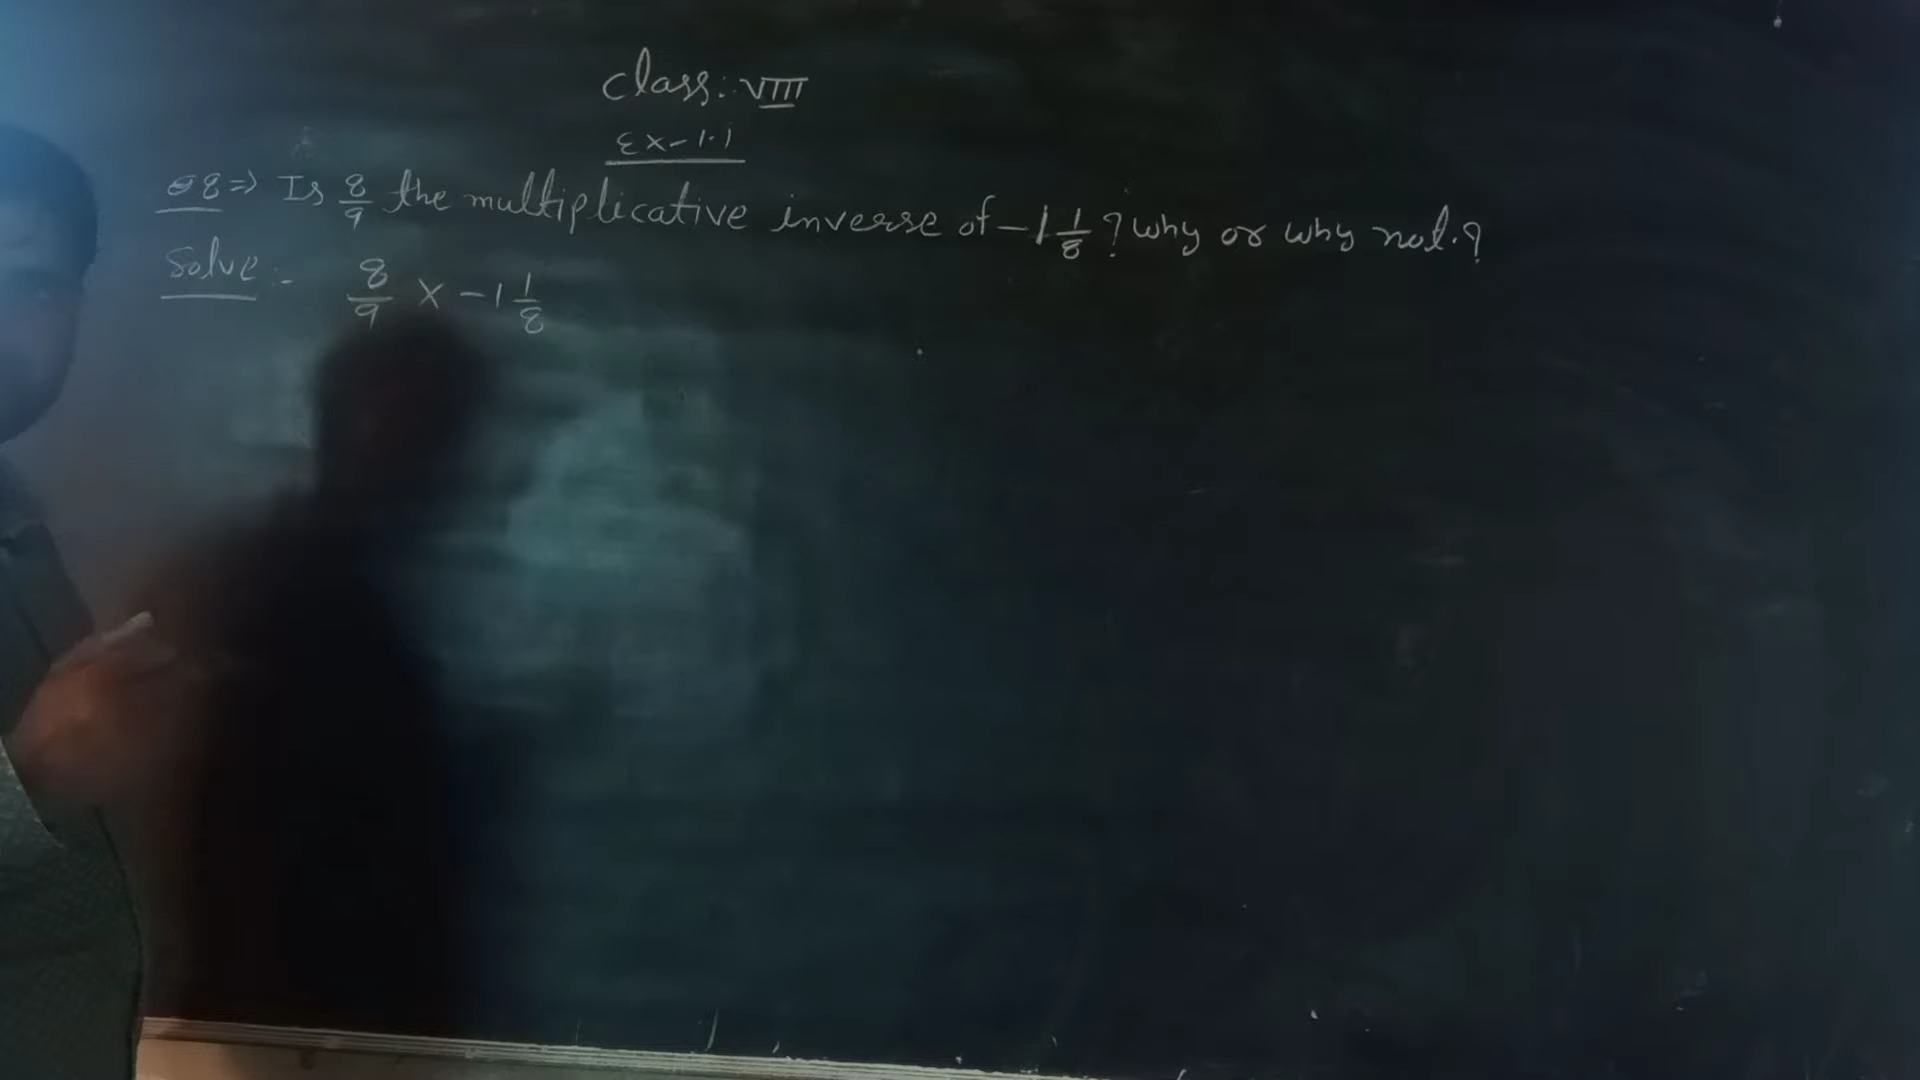 Class:- VIII
Ex-1.1
Q8⇒ Is 8/9 the multiplicative inverse of -1 1/8? why or why not.?
Solve:- 8/9 × -1 1/8